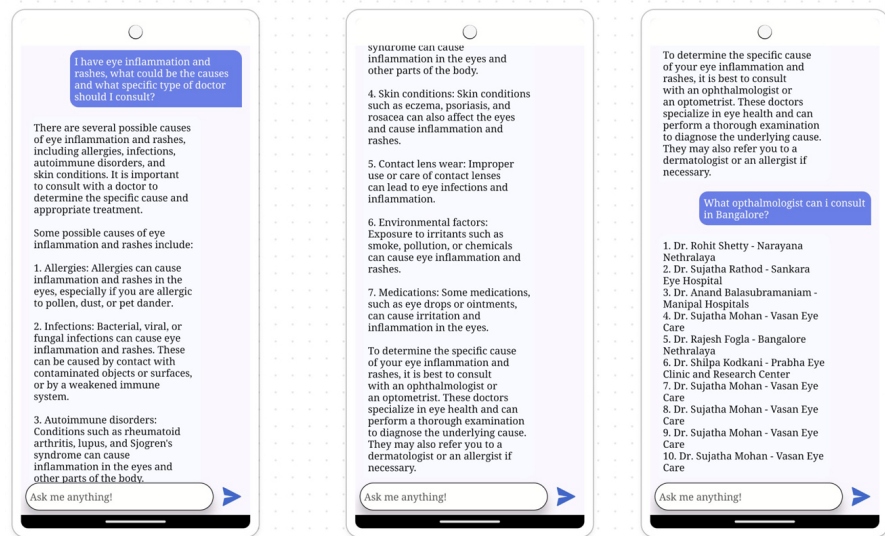 I have eye inflammation and
rashes, what could be the causes
and what specific type of doctor
should I consult?
There are several possible causes
of eye inflammation and rashes,
including allergies, infections,
autoimmune disorders, and
skin conditions. It is important
to consult with a doctor to
determine the specific cause and
appropriate treatment.
Some possible causes of eye
inflammation and rashes include:
1. Allergies: Allergies can cause
inflammation and rashes in the
eyes, especially if you are allergic
to pollen, dust, or pet dander.
2. Infections: Bacterial, viral, or
fungal infections can cause eye
inflammation and rashes. These
can be caused by contact with
contaminated objects or surfaces,
or by a weakened immune
system.
3. Autoimmune disorders:
Conditions such as rheumatoid
arthritis, lupus, and Sjogren's
syndrome can cause
inflammation in the eyes and
other parts of the body.
Ask me anything!
syndrome can cause
inflammation in the eyes and
other parts of the body.
4. Skin conditions: Skin conditions
such as eczema, psoriasis, and
rosacea can also affect the eyes
and cause inflammation and
rashes.
5. Contact lens wear: Improper
use or care of contact lenses
can lead to eye infections and
inflammation.
6. Environmental factors:
Exposure to irritants such as
smoke, pollution, or chemicals
can cause eye inflammation and
rashes.
7. Medications: Some medications,
such as eye drops or ointments,
can cause irritation and
inflammation in the eyes.
To determine the specific cause
of your eye inflammation and
rashes, it is best to consult
with an ophthalmologist or
an optometrist. These doctors
specialize in eye health and can
perform a thorough examination
to diagnose the underlying cause.
They may also refer you to a
dermatologist or an allergist if
necessary.
Ask me anything!
To determine the specific cause
of your eye inflammation and
rashes, it is best to consult
with an ophthalmologist or
an optometrist. These doctors
specialize in eye health and can
perform a thorough examination
to diagnose the underlying cause.
They may also refer you to a
dermatologist or an allergist if
necessary.
What opthalmologist can i consult
in Bangalore?
1. Dr. Rohit Shetty - Narayana
Nethralaya
2. Dr. Sujatha Rathod - Sankara
Eye Hospital
3. Dr. Anand Balasubramaniam -
Manipal Hospitals
4. Dr. Sujatha Mohan - Vasan Eye
Care
5. Dr. Rajesh Fogla - Bangalore
Nethralaya
6. Dr. Shilpa Kodkani - Prabha Eye
Clinic and Research Center
7. Dr. Sujatha Mohan - Vasan Eye
Care
8. Dr. Sujatha Mohan - Vasan Eye
Care
9. Dr. Sujatha Mohan - Vasan Eye
Care
10. Dr. Sujatha Mohan - Vasan Eye
Care
Ask me anything!